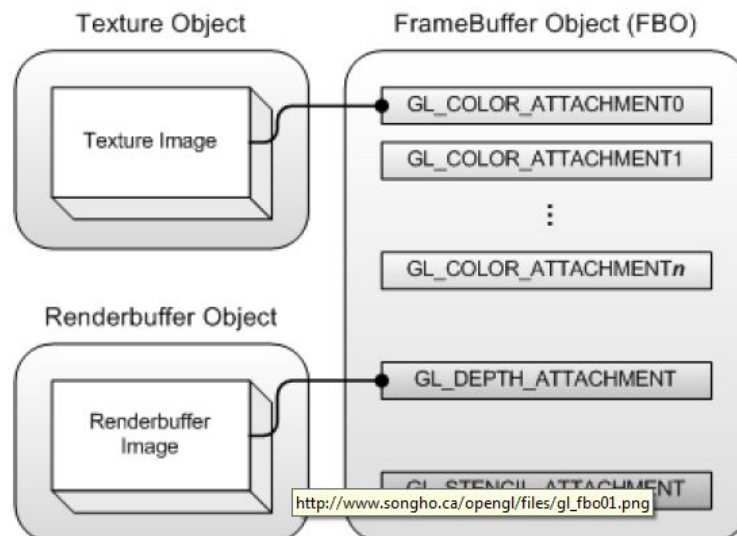 Texture Object
FrameBuffer Object (FBO)
Texture Image
GL_COLOR_ATTACHMENT0
GL_COLOR_ATTACHMENT1
⋮
GL_COLOR_ATTACHMENTn
Renderbuffer Object
Renderbuffer
Image
GL_DEPTH_ATTACHMENT
GL_STENCIL_ATTACHMENT
http://www.songho.ca/opengl/files/gl_fbo01.png